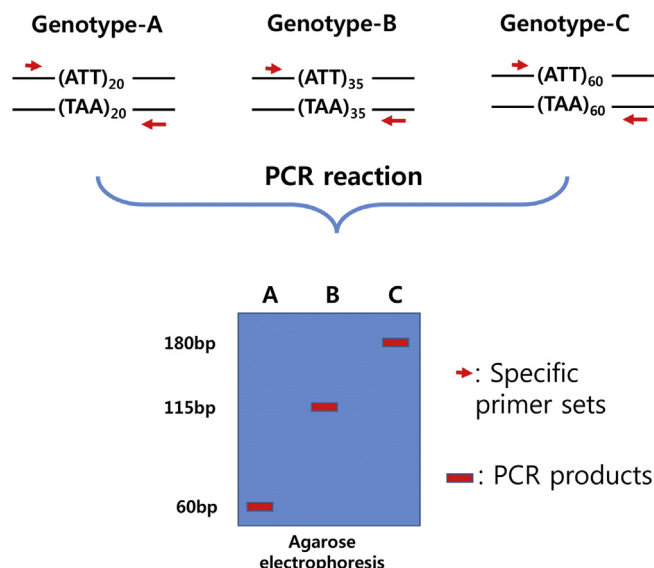 Genotype-A Genotype-B Genotype-C
(ATT)20 (ATT)35 (ATT)60
(TAA)20 (TAA)35 (TAA)60
PCR reaction
A B C
180bp
115bp
60bp
: Specific
primer sets
: PCR products
Agarose
electrophoresis